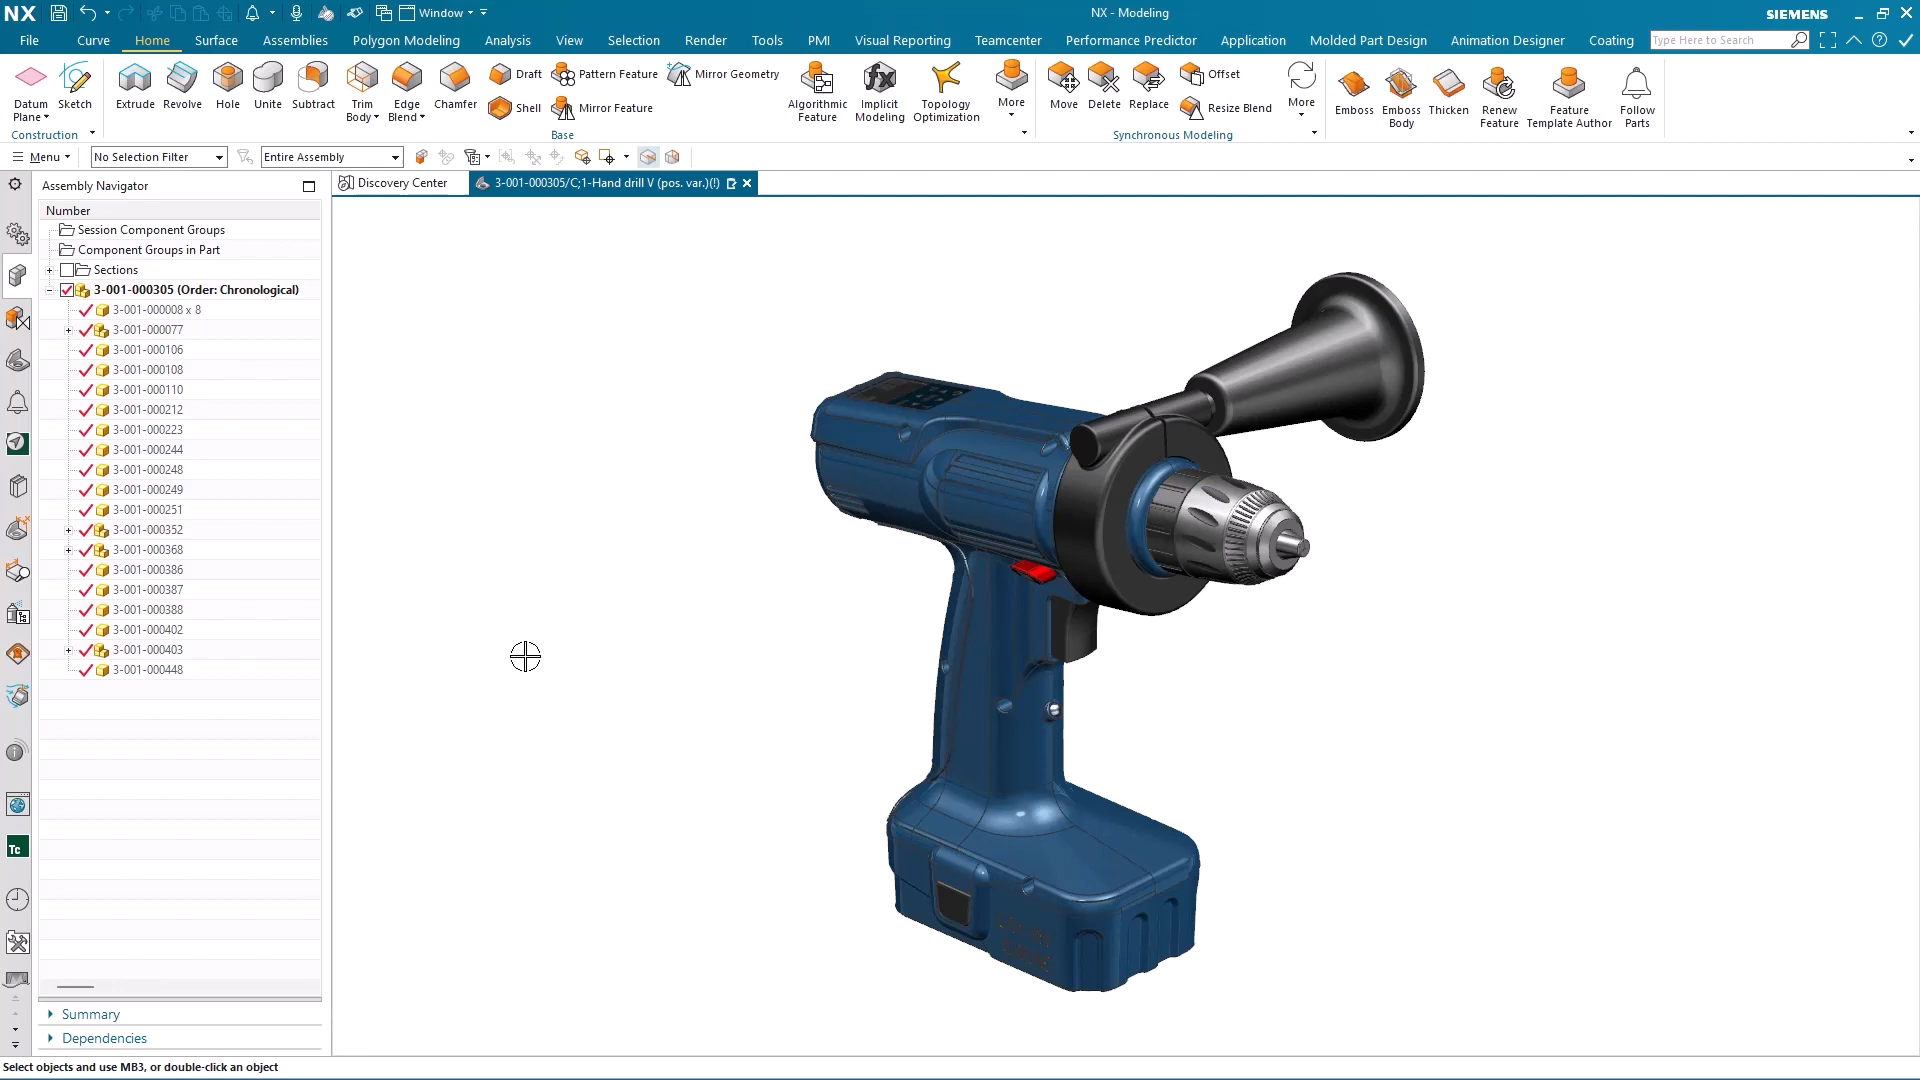 NX
Window
NX - Modeling
SIEMENS
File Curve Home Surface Assemblies Polygon Modeling Analysis View Selection Render Tools PMI Visual Reporting Teamcenter Performance Predictor Application Molded Part Design Animation Designer Coating Type Here to Search
Datum Plane
Sketch
Construction
Extrude
Revolve
Hole
Unite
Subtract
Trim Body
Edge Blend
Chamfer
Draft
Shell
Pattern Feature
Mirror Feature
Mirror Geometry
Algorithmic Feature
Implicit Modeling
Topology Optimization
More
Base
Move
Delete
Replace
Offset
Resize Blend
More
Synchronous Modeling
Emboss
Emboss Body
Thicken
Renew Feature
Feature Template Author
Follow Parts
Menu
No Selection Filter
Entire Assembly
Assembly Navigator
Discovery Center
3-001-000305/C;1-Hand drill V (pos. var.)(!)
Number
Session Component Groups
Component Groups in Part
Sections
3-001-000305 (Order: Chronological)
3-001-000008 x 8
3-001-000077
3-001-000106
3-001-000108
3-001-000110
3-001-000212
3-001-000223
3-001-000244
3-001-000248
3-001-000249
3-001-000251
3-001-000352
3-001-000368
3-001-000386
3-001-000387
3-001-000388
3-001-000402
3-001-000403
3-001-000448
Tc
Summary
Dependencies
Select objects and use MB3, or double-click an object